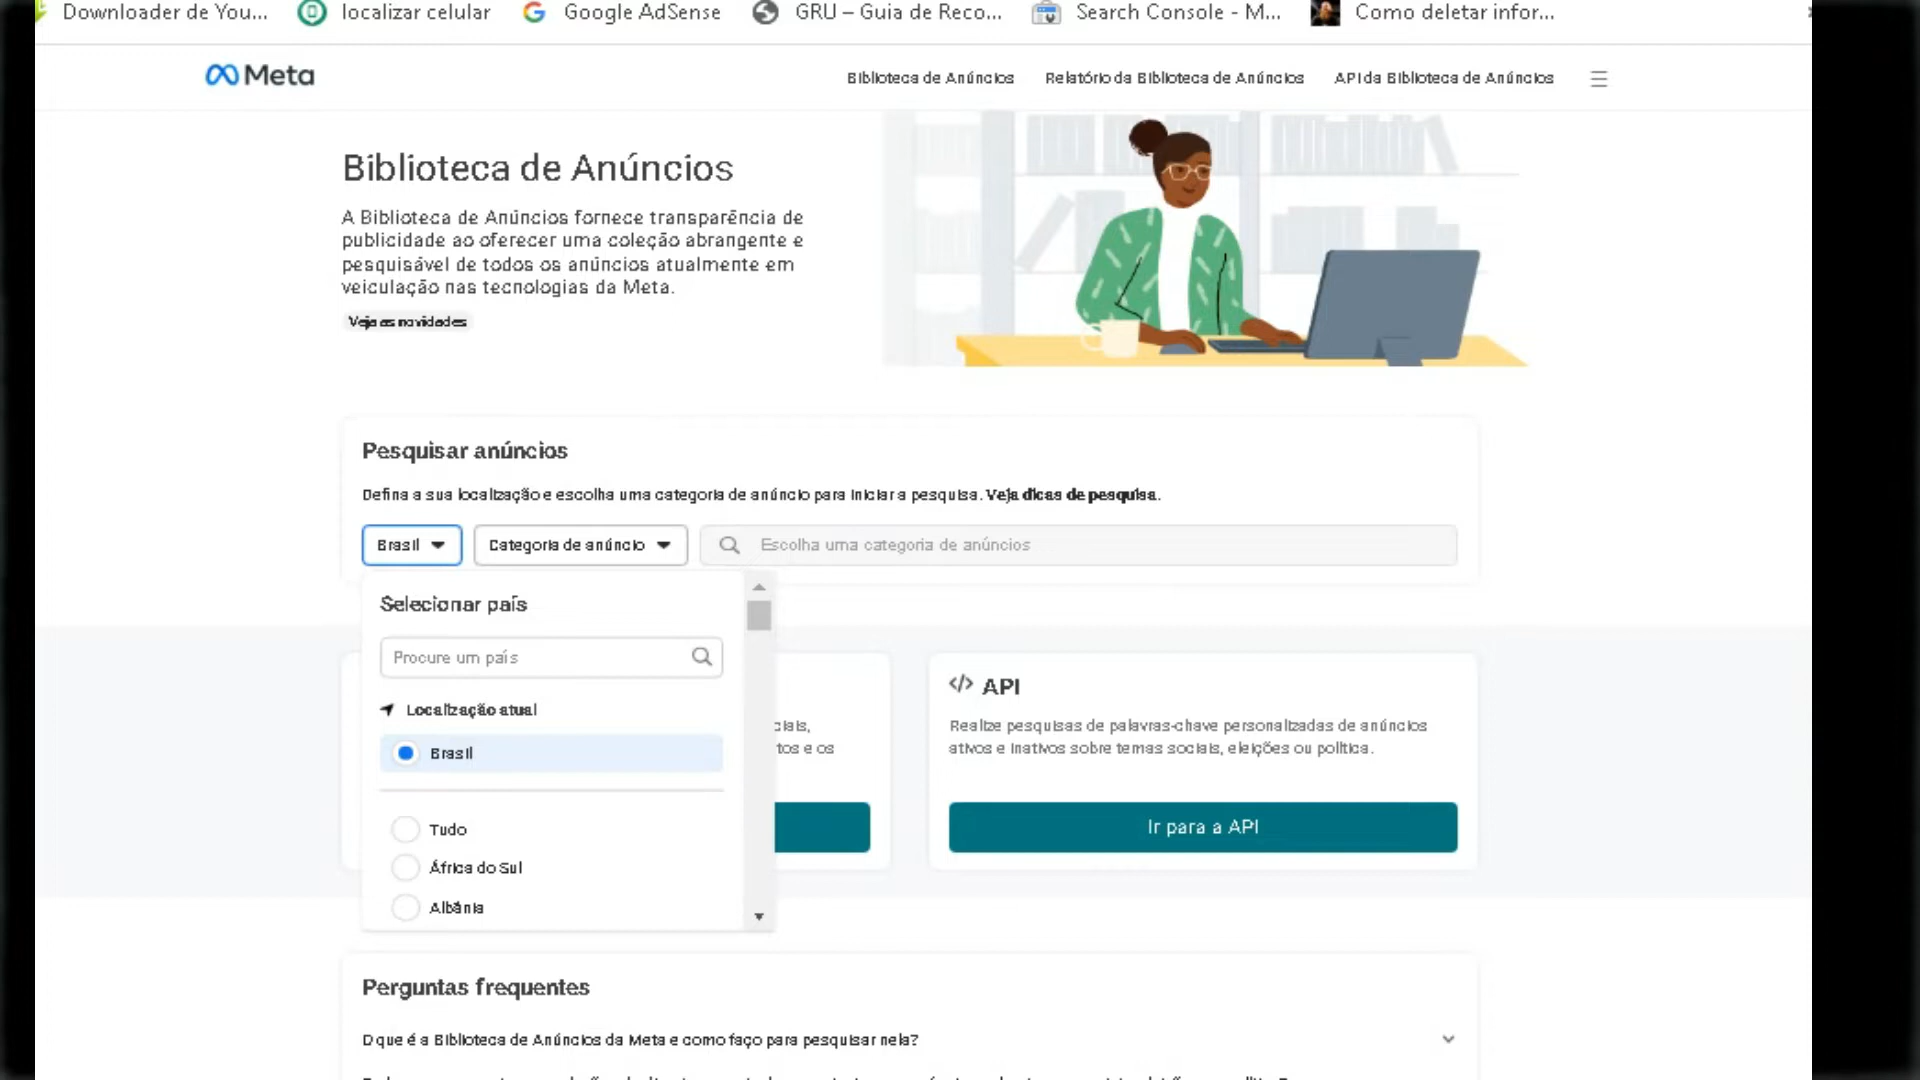 Downloader de You... localizar celular Google AdSense GRU – Guia de Reco... Search Console - M... Como deletar infor...
Meta Biblioteca de Anúncios Relatório da Biblioteca de Anúncios API da Biblioteca de Anúncios
Biblioteca de Anúncios
A Biblioteca de Anúncios fornece transparência de
publicidade ao oferecer uma coleção abrangente e
pesquisável de todos os anúncios atualmente em
veiculação nas tecnologias da Meta.
Veja as novidades
Pesquisar anúncios
Defina a sua localização e escolha uma categoria de anúncio para iniciar a pesquisa. Veja dicas de pesquisa.
Brasil Categoria de anúncio Escolha uma categoria de anúncios
Selecionar país
Procure um país
Localização atual
Brasil
Tudo
África do Sul
Albânia
ciais,
tos e os
API
Realize pesquisas de palavras-chave personalizadas de anúncios
ativos e inativos sobre temas sociais, eleições ou política.
Ir para a API
Perguntas frequentes
O que é a Biblioteca de Anúncios da Meta e como faço para pesquisar nela?